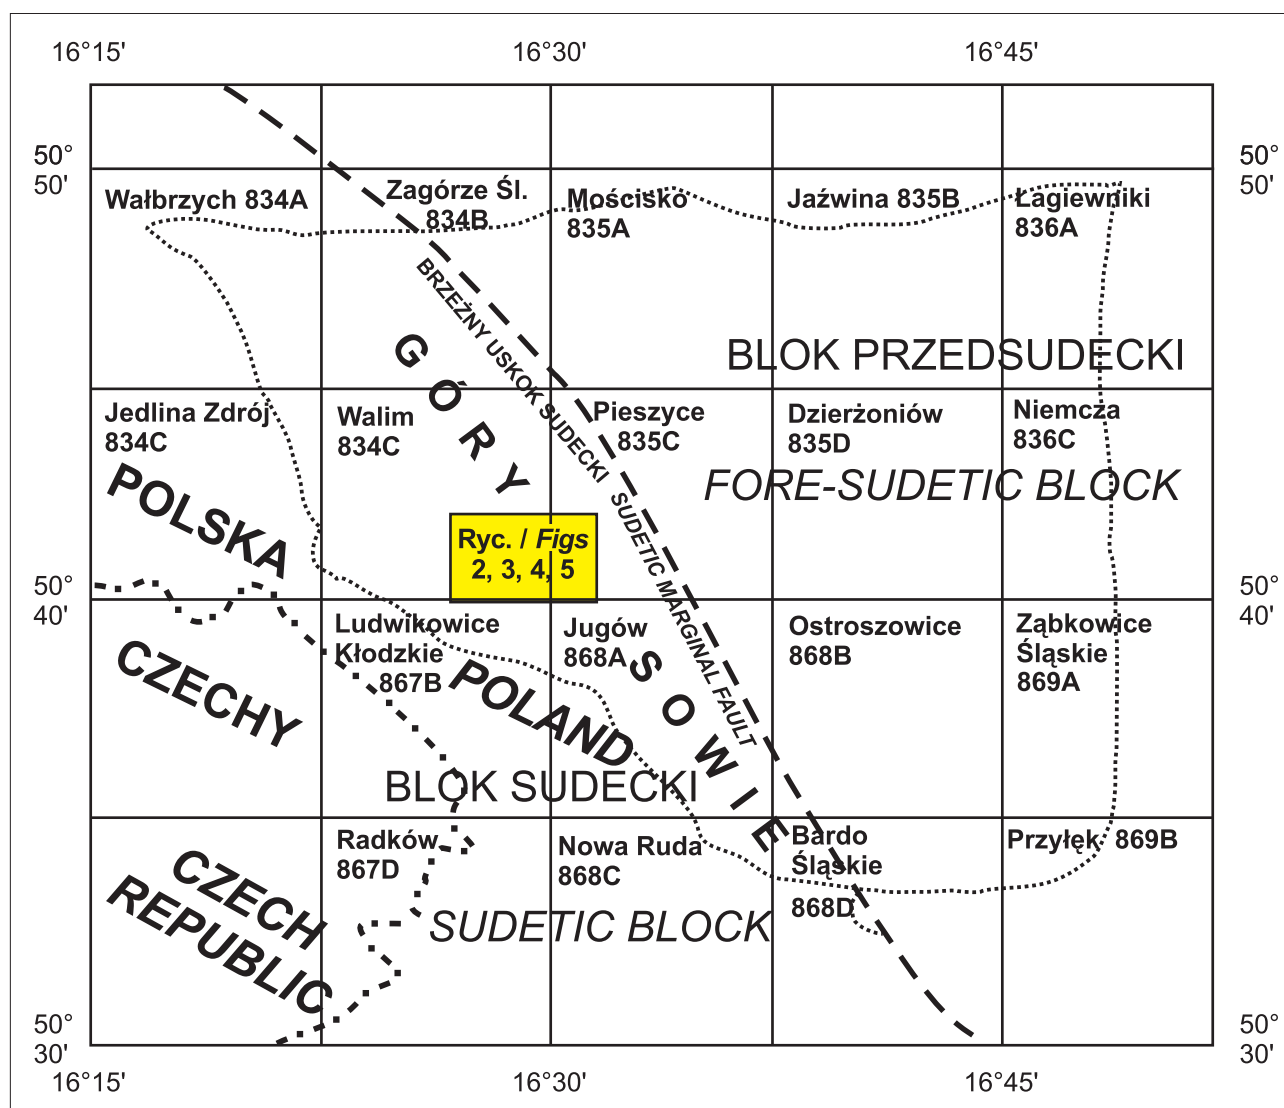 16°15'
16°30'
16°45'
50°
50'
50°
50'
Wałbrzych 834A
Zagórze Śl.
834B
Mościsko
835A
Jaźwina 835B
Łagiewniki
836A
BRZEŻNY USKOK SUDECKI
SUDETIC MARGINAL FAULT
GÓRY
SOWIE
BLOK PRZEDSUDECKI
Jedlina Zdrój
834C
Walim
834C
Pieszyce
835C
Dzierżoniów
835D
Niemcza
836C
FORE-SUDETIC BLOCK
POLSKA
Ryc. / Figs
2, 3, 4, 5
50°
40'
50°
40'
Ludwikowice
Kłodzkie
867B
Jugów
868A
Ostroszowice
868B
Ząbkowice
Śląskie
869A
CZECHY
POLAND
BLOK SUDECKI
Radków
867D
Nowa Ruda
868C
Bardo
Śląskie
868D
Przyłęk 869B
CZECH
REPUBLIC
SUDETIC BLOCK
50°
30'
50°
30'
16°15'
16°30'
16°45'